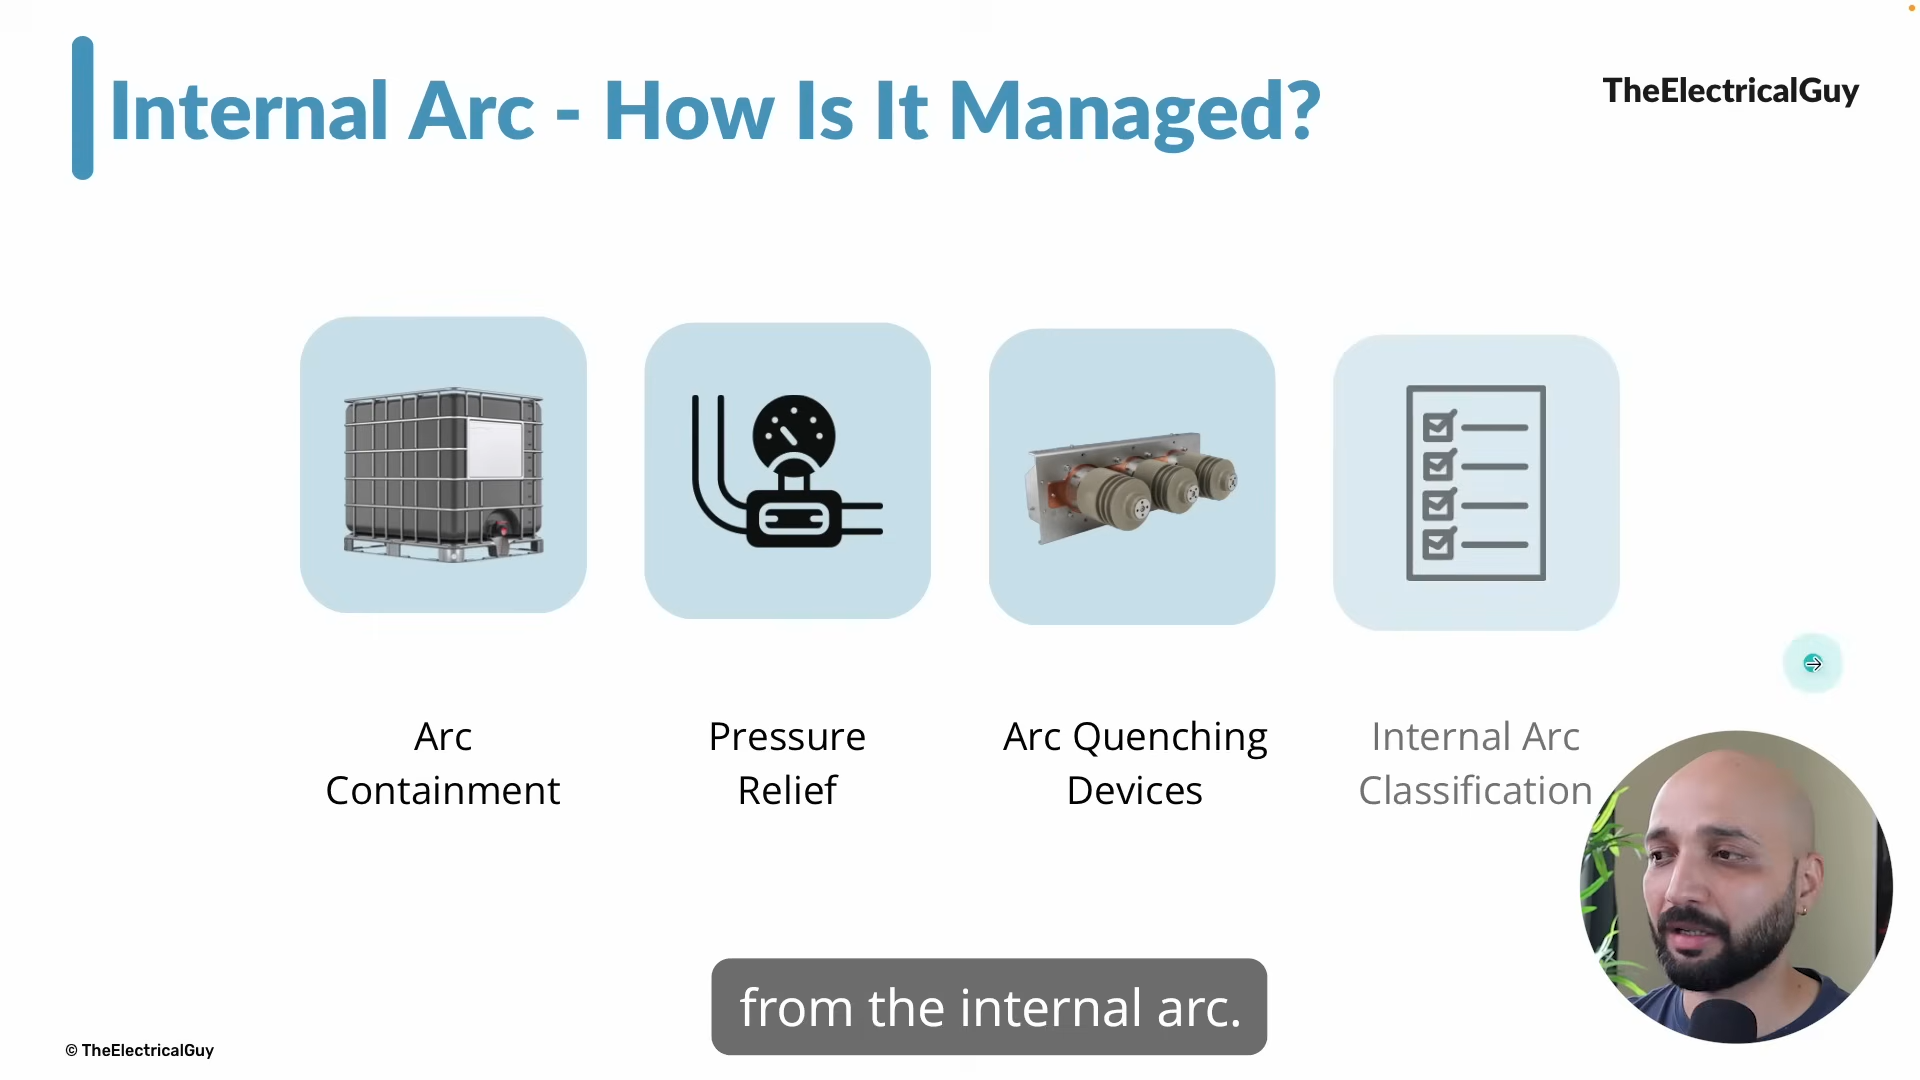 Internal Arc - How Is It Managed?
TheElectricalGuy
Arc
Containment
Pressure
Relief
Arc Quenching
Devices
Internal Arc
Classification
from the internal arc.
© TheElectricalGuy